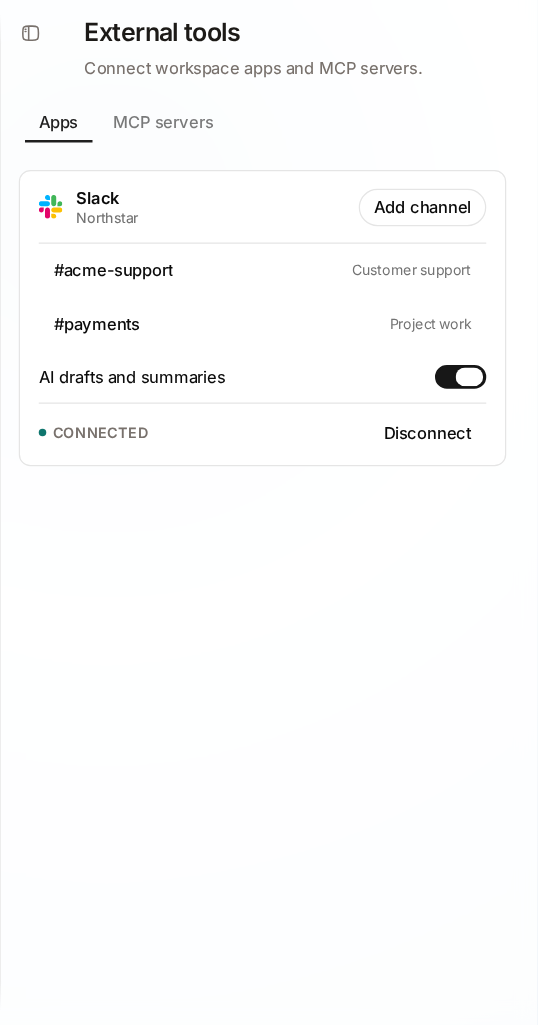 External tools
Connect workspace apps and MCP servers.
Apps MCP servers
Slack
Northstar
Add channel
#acme-support Customer support
#payments Project work
AI drafts and summaries
CONNECTED Disconnect